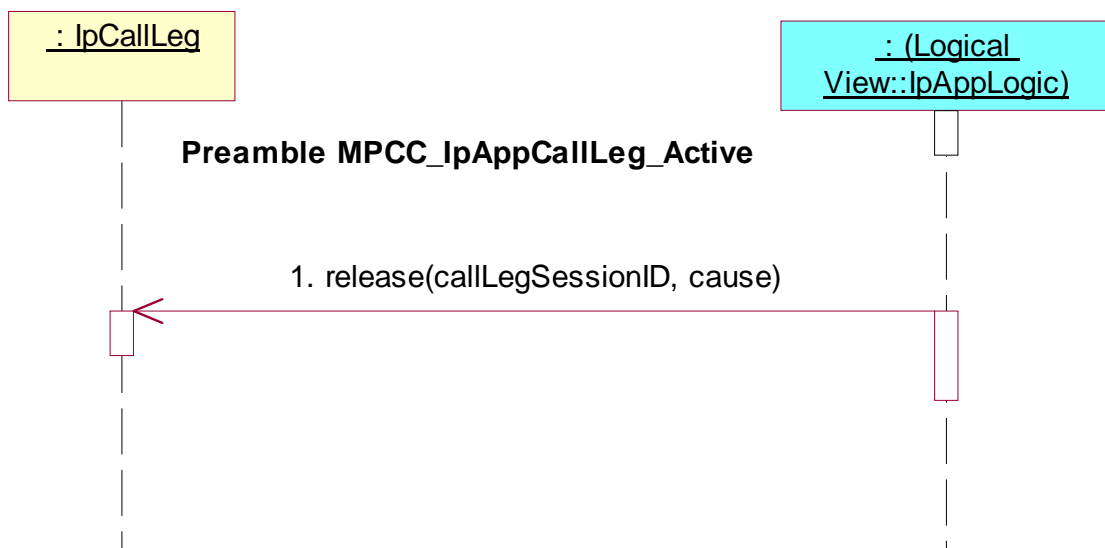 : IpCallLeg
: (Logical
View::IpAppLogic)
Preamble MPCC_IpAppCallLeg_Active
1. release(callLegSessionID, cause)